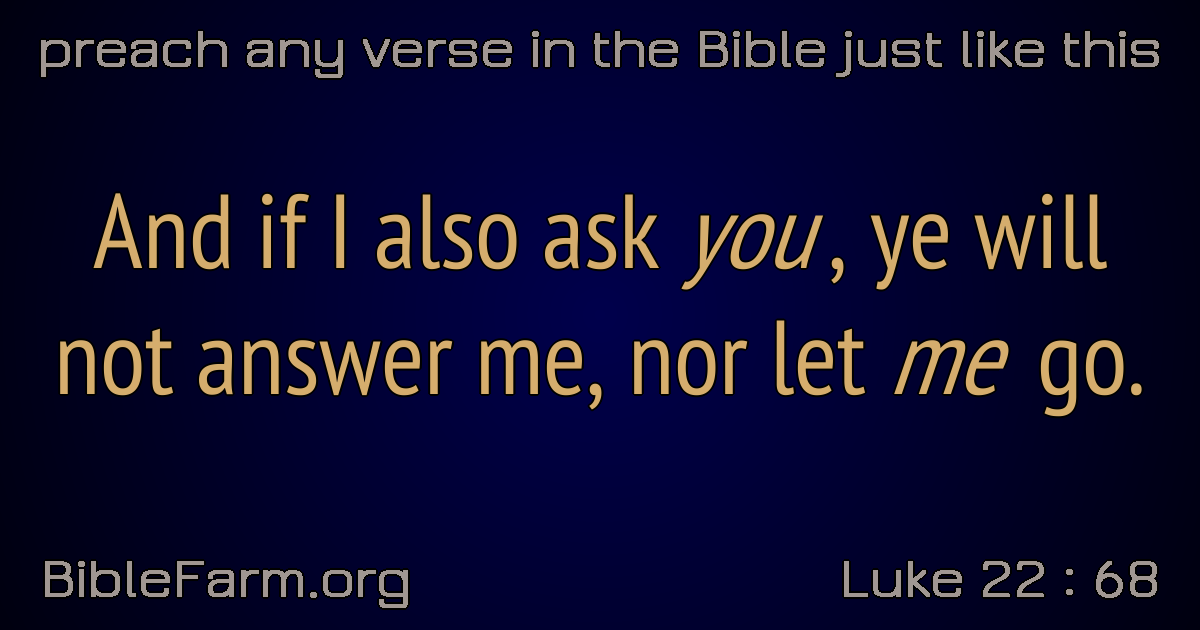 preach any verse in the Bible just like this
And if I also ask you, ye will
not answer me, nor let me go.
BibleFarm.org
Luke 22 : 68